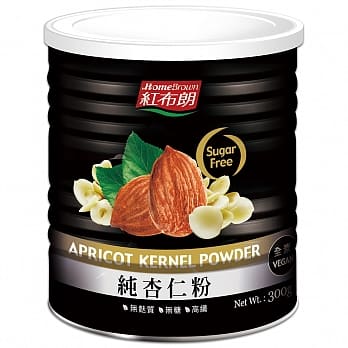 HomeBrown
紅布朗
Sugar
Free
APRICOT KERNEL POWDER
全素
VEGAN
純杏仁粉
無麩質 無糖 高纖
Net Wt. : 300g